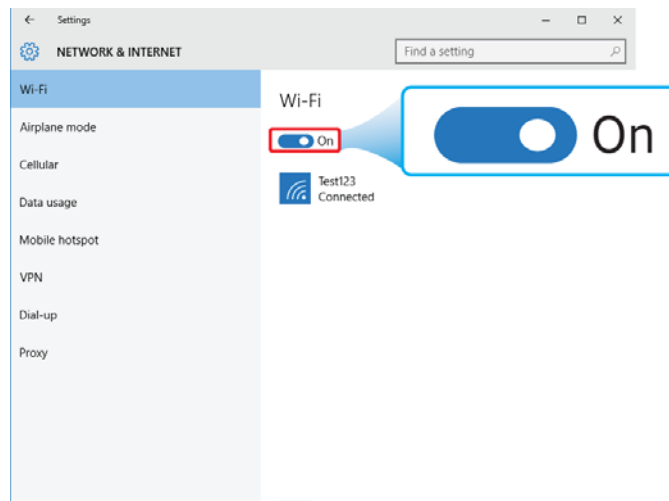 Settings
NETWORK & INTERNET
Find a setting
Wi-Fi
Airplane mode
Cellular
Data usage
Mobile hotspot
VPN
Dial-up
Proxy
Wi-Fi
On
On
Test123
Connected